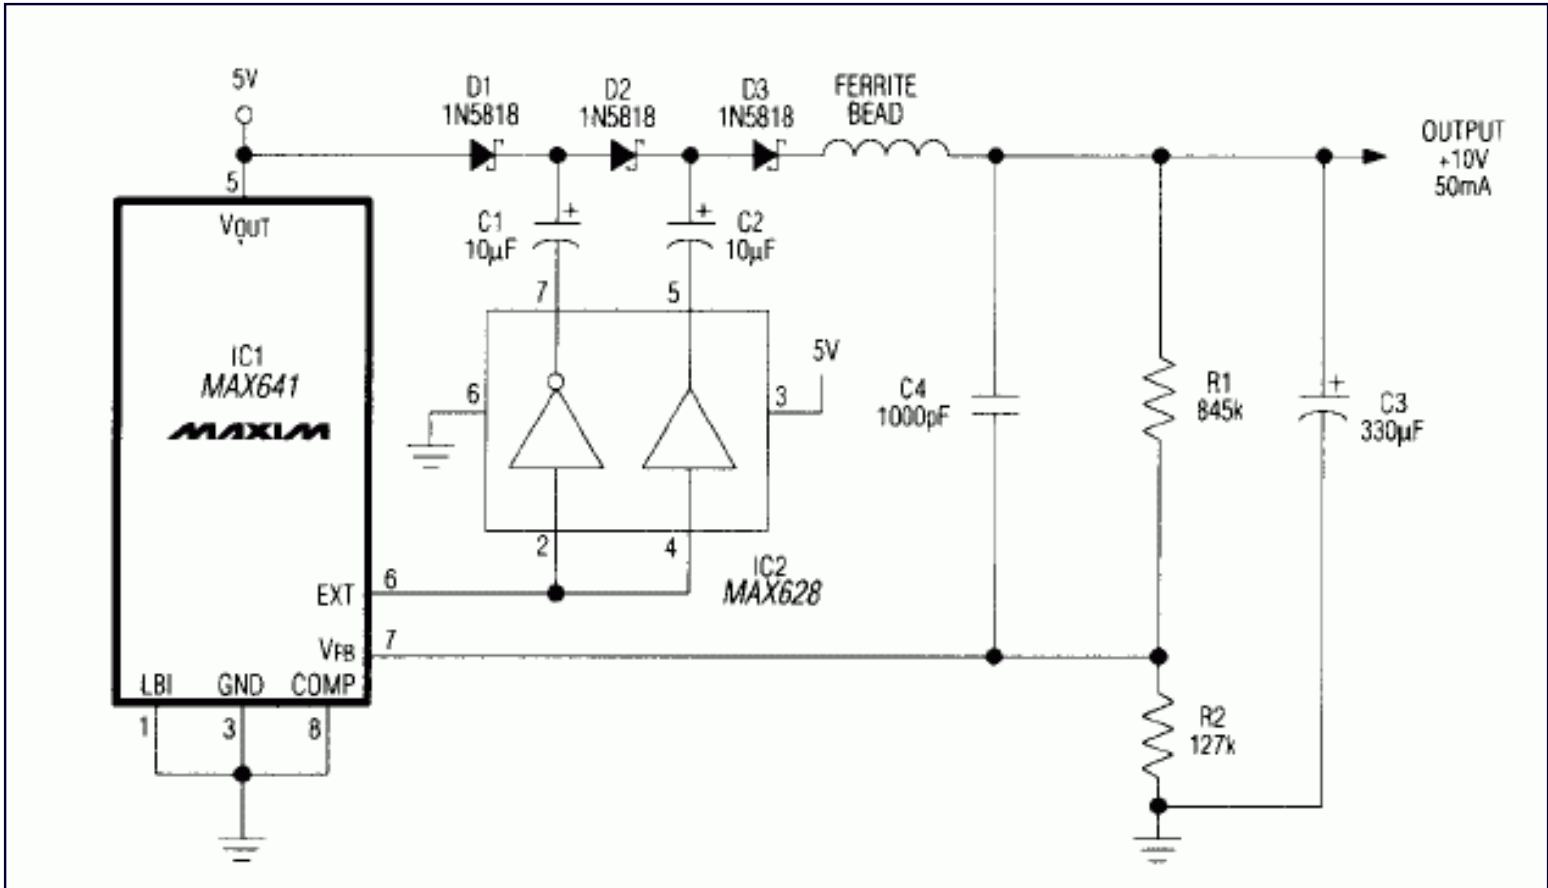 5V
D1
1N5818
D2
1N5818
D3
1N5818
FERRITE
BEAD
OUTPUT
+10V
50mA
5
VOUT
C1
10µF
+
+
C2
10µF
7
5
IC1
MAX641
MAXIM
6
3
5V
C4
1000pF
R1
845k
+
C3
330µF
2
4
IC2
MAX628
EXT
6
VFB
7
LBI
GND
COMP
1
3
8
R2
127k